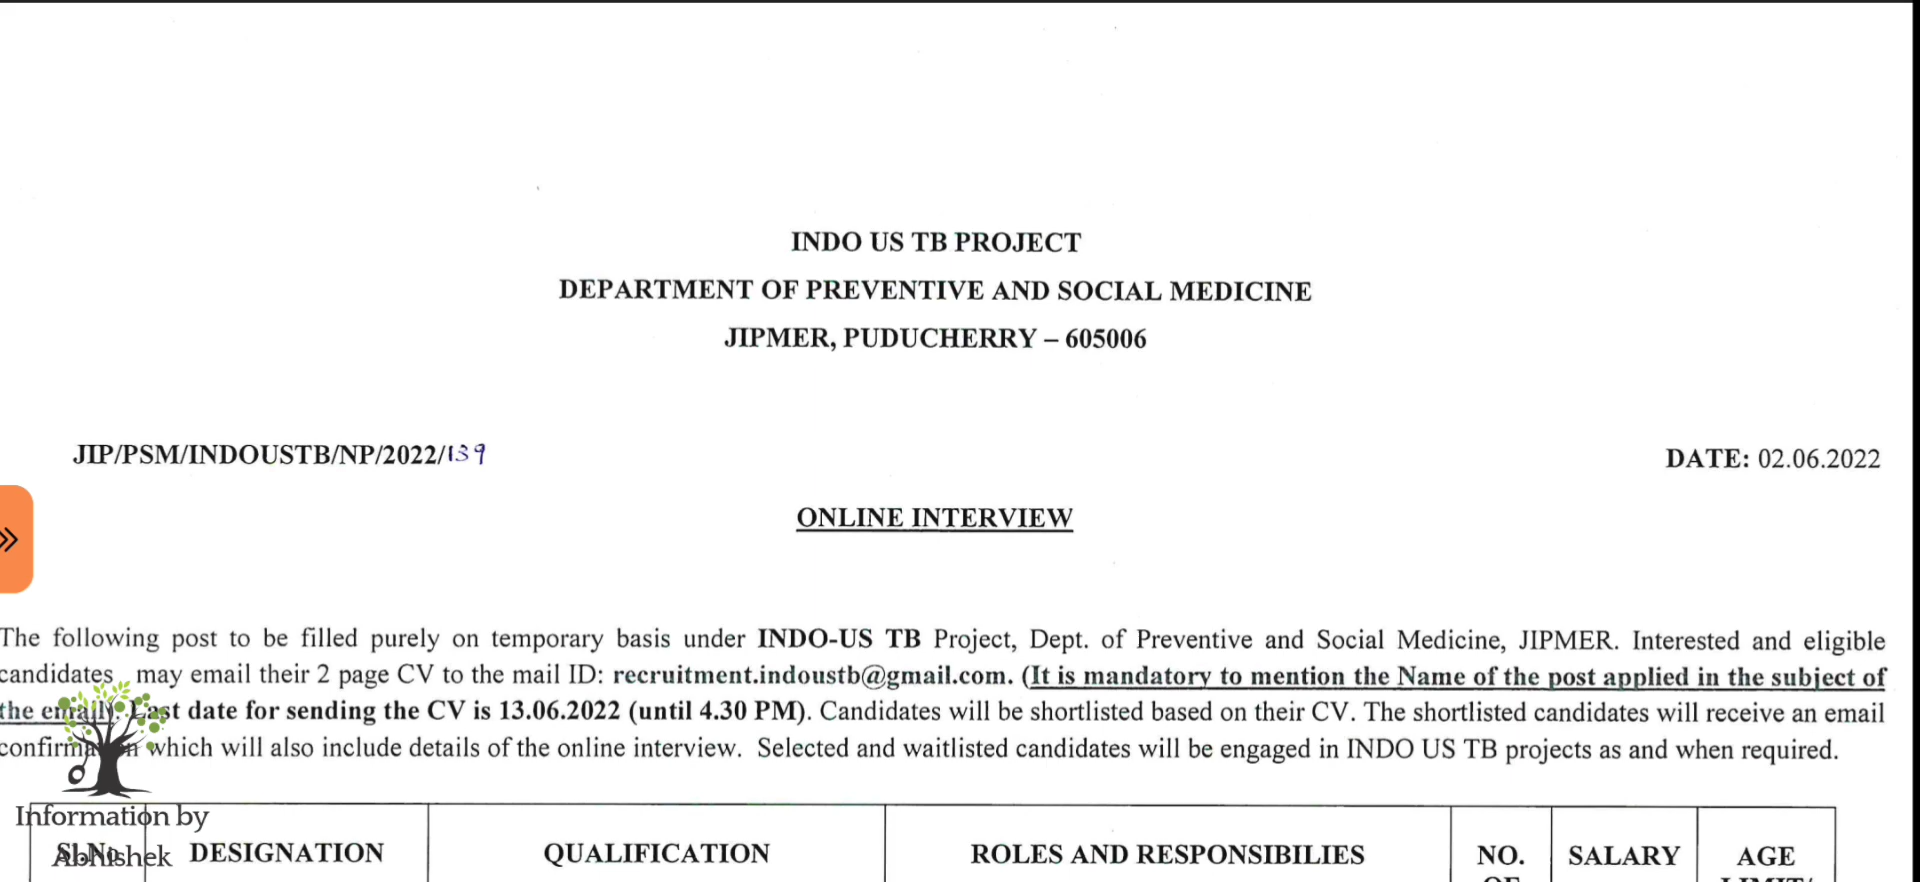 INDO US TB PROJECT
DEPARTMENT OF PREVENTIVE AND SOCIAL MEDICINE
JIPMER, PUDUCHERRY – 605006
JIP/PSM/INDOUSTB/NP/2022/139
DATE: 02.06.2022
ONLINE INTERVIEW
The following post to be filled purely on temporary basis under INDO-US TB Project, Dept. of Preventive and Social Medicine, JIPMER. Interested and eligible
candidates may email their 2 page CV to the mail ID: recruitment.indoustb@gmail.com. (It is mandatory to mention the Name of the post applied in the subject of
the email). Last date for sending the CV is 13.06.2022 (until 4.30 PM). Candidates will be shortlisted based on their CV. The shortlisted candidates will receive an email
confirmation which will also include details of the online interview. Selected and waitlisted candidates will be engaged in INDO US TB projects as and when required.
Information by
Abhishek
Sl.No DESIGNATION QUALIFICATION ROLES AND RESPONSIBILIES NO. SALARY AGE